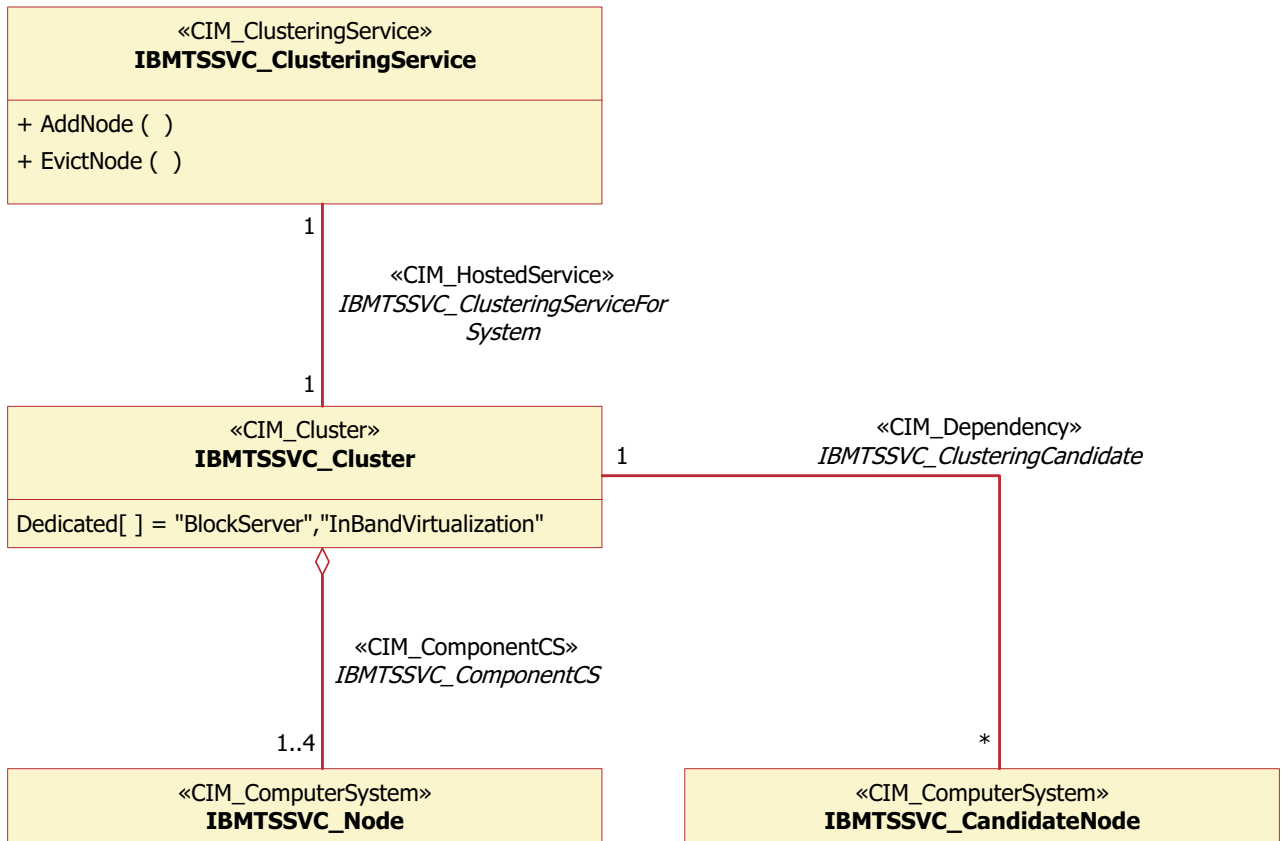 «CIM_ClusteringService»
IBMTSSVC_ClusteringService
+ AddNode (  )
+ EvictNode (  )
1
«CIM_HostedService»
IBMTSSVC_ClusteringServiceFor
System
1
«CIM_Cluster»
IBMTSSVC_Cluster
Dedicated[ ] = "BlockServer","InBandVirtualization"
1
«CIM_Dependency»
IBMTSSVC_ClusteringCandidate
«CIM_ComponentCS»
IBMTSSVC_ComponentCS
1..4
*
«CIM_ComputerSystem»
IBMTSSVC_Node
«CIM_ComputerSystem»
IBMTSSVC_CandidateNode